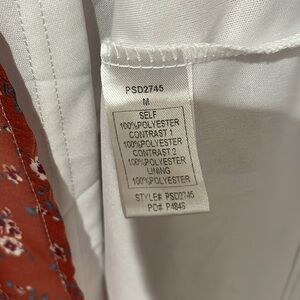 PSD2745
M
SELF
100%POLYESTER
CONTRAST 1
100%POLYESTER
CONTRAST 2
100%POLYESTER
LINING
100%POLYESTER
STYLE# PSD2745
PO# P4848